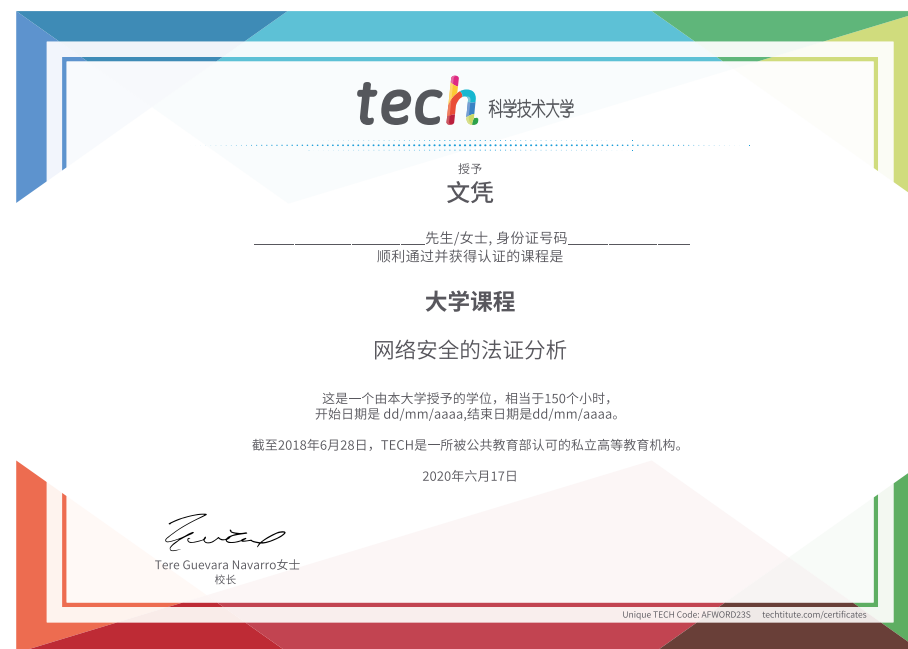 tech 科学技术大学
授予
文凭
________________________先生/女士, 身份证号码_________________
顺利通过并获得认证的课程是
大学课程
网络安全的法证分析
这是一个由本大学授予的学位，相当于150个小时，
开始日期是 dd/mm/aaaa,结束日期是dd/mm/aaaa。
截至2018年6月28日，TECH是一所被公共教育部认可的私立高等教育机构。
2020年六月17日
Tere Guevara Navarro女士
校长
Unique TECH Code: AFWORD23S techtitute.com/certificates